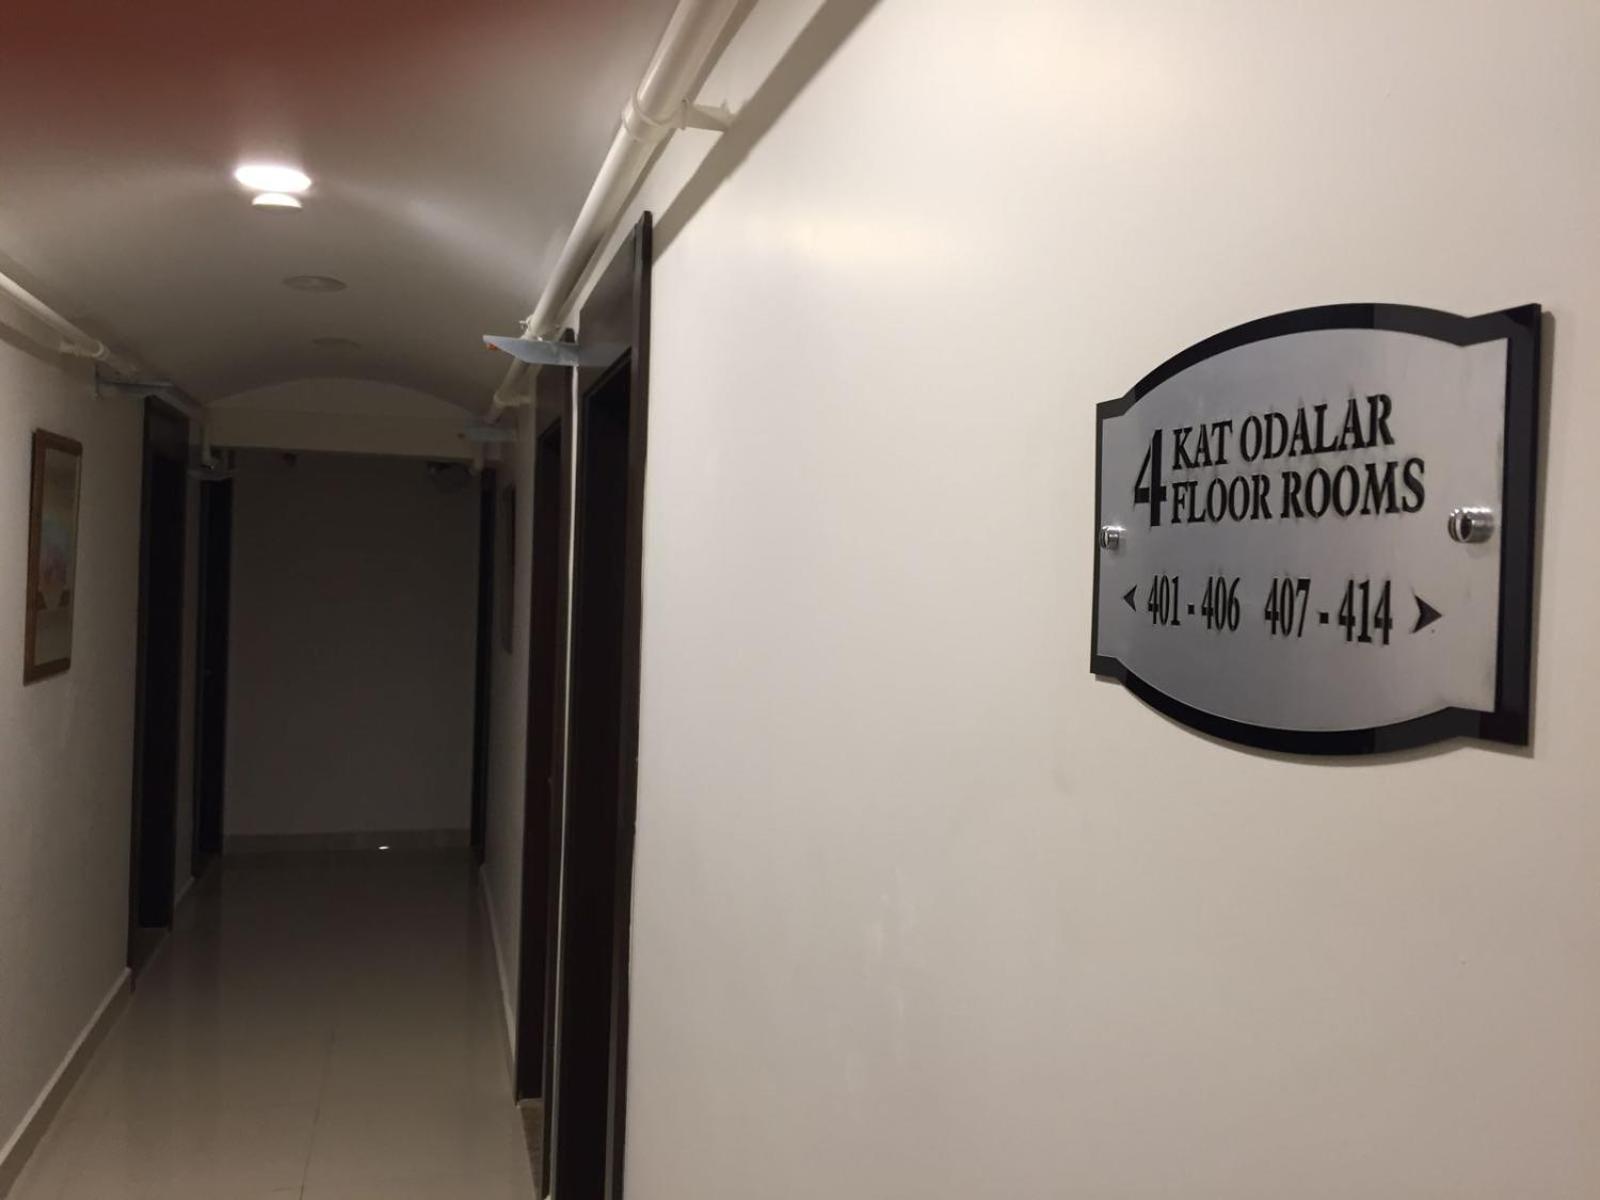 4 KAT ODALAR
FLOOR ROOMS
401 - 406 407 - 414